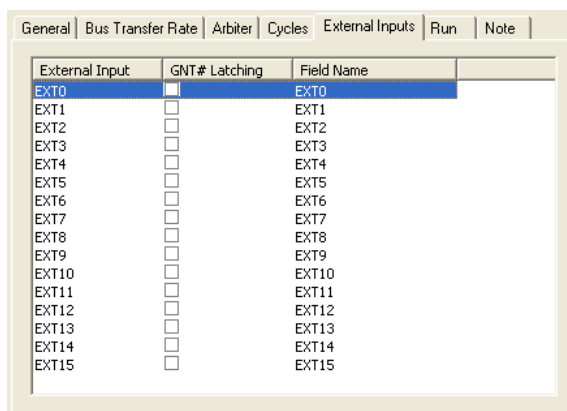 General Bus Transfer Rate Arbiter Cycles External Inputs Run Note
External Input GNT# Latching Field Name
EXT0 EXT0
EXT1 EXT1
EXT2 EXT2
EXT3 EXT3
EXT4 EXT4
EXT5 EXT5
EXT6 EXT6
EXT7 EXT7
EXT8 EXT8
EXT9 EXT9
EXT10 EXT10
EXT11 EXT11
EXT12 EXT12
EXT13 EXT13
EXT14 EXT14
EXT15 EXT15